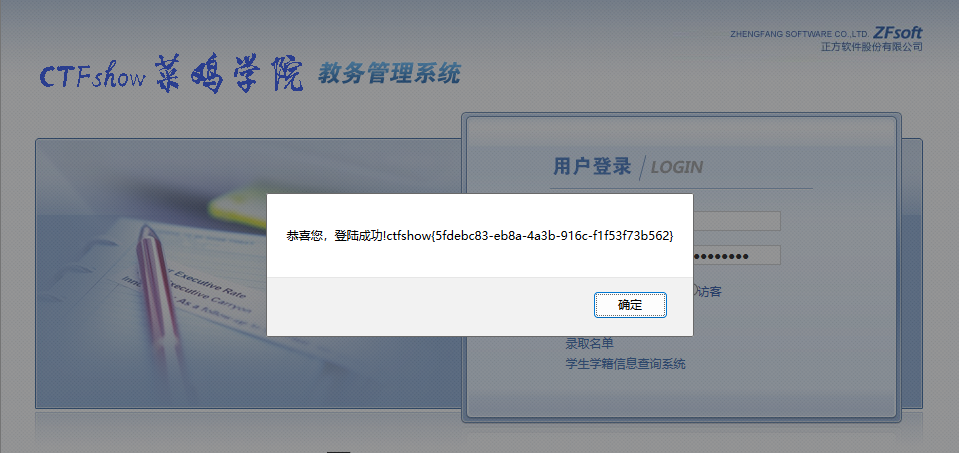 ZHENGFANG SOFTWARE CO.,LTD. ZFsoft
正方软件股份有限公司
CTFshow 菜鸡学院 教务管理系统
用户登录 / LOGIN
恭喜您，登陆成功!ctfshow{5fdebc83-eb8a-4a3b-916c-f1f53f73b562}
●●●●●●●●
访客
确定
录取名单
学生学籍信息查询系统
r Executive Rate
Executive Carryon
As a follow up to